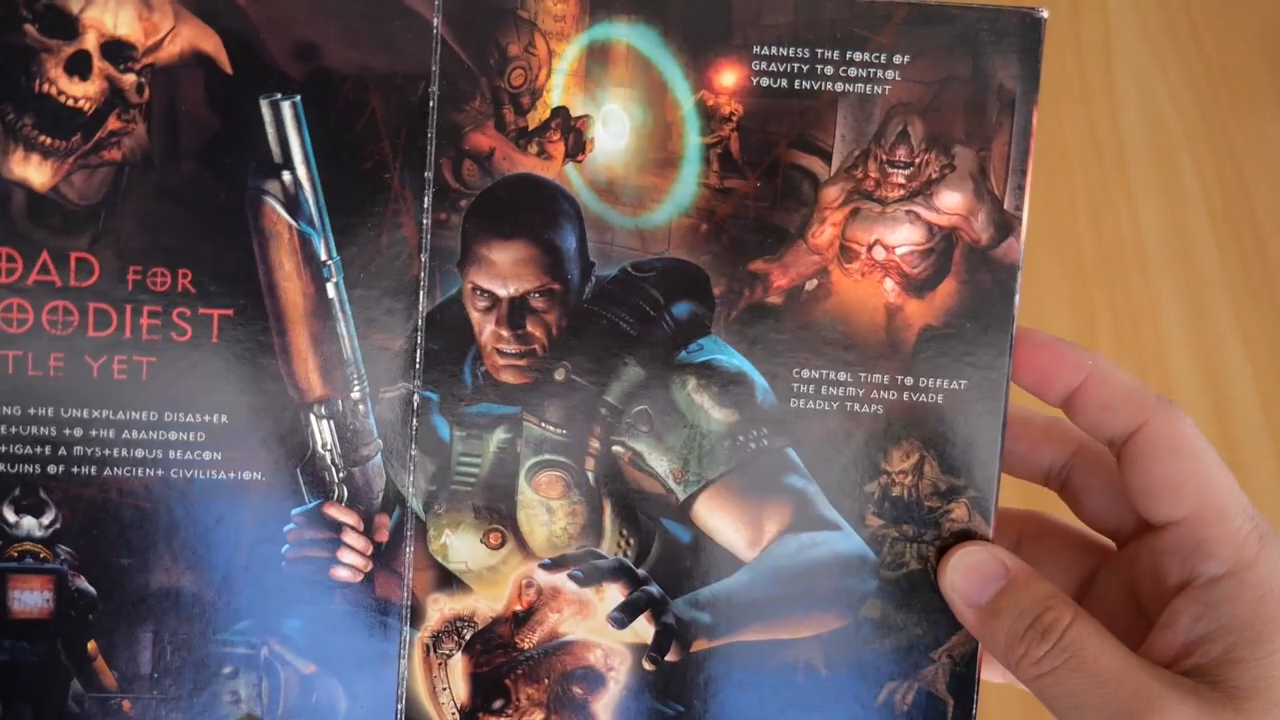 OAD FOR
OODIEST
TLE YET
NG THE UNEXPLAINED DISASTER
ETURNS TO THE ABANDONED
TIGATE A MYSTERIOUS BEACON
RUINS OF THE ANCIENT CIVILISATION.
HARNESS THE FORCE OF
GRAVITY TO CONTROL
YOUR ENVIRONMENT
CONTROL TIME TO DEFEAT
THE ENEMY AND EVADE
DEADLY TRAPS